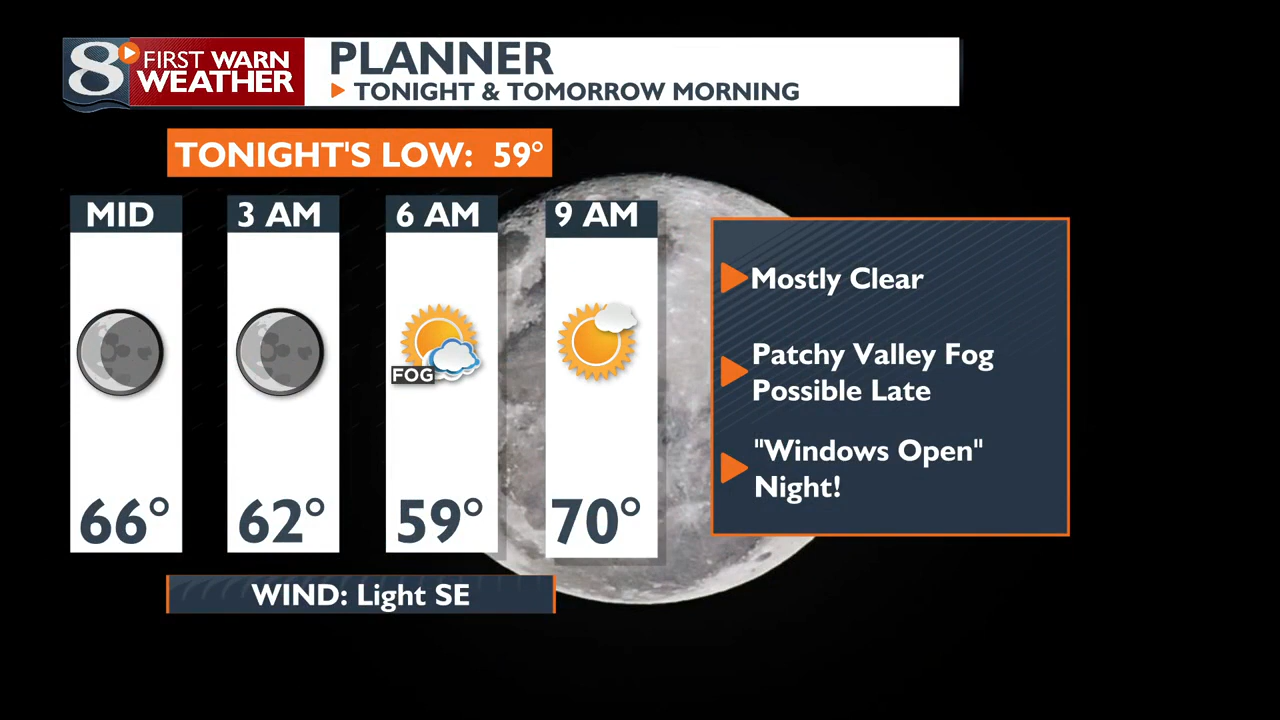 8 FIRST WARN
WEATHER
PLANNER
TONIGHT & TOMORROW MORNING
TONIGHT'S LOW: 59°
MID
3 AM
6 AM
9 AM
FOG
66°
62°
59°
70°
Mostly Clear
Patchy Valley Fog
Possible Late
"Windows Open"
Night!
WIND: Light SE